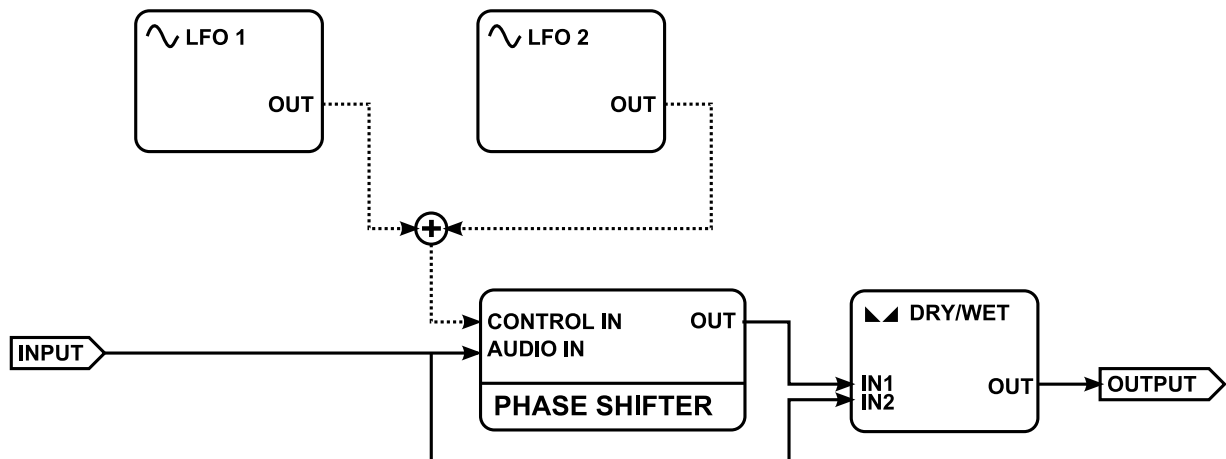 LFO 1
OUT
LFO 2
OUT
+
INPUT
CONTROL IN
AUDIO IN
OUT
PHASE SHIFTER
DRY/WET
IN1
IN2
OUT
OUTPUT